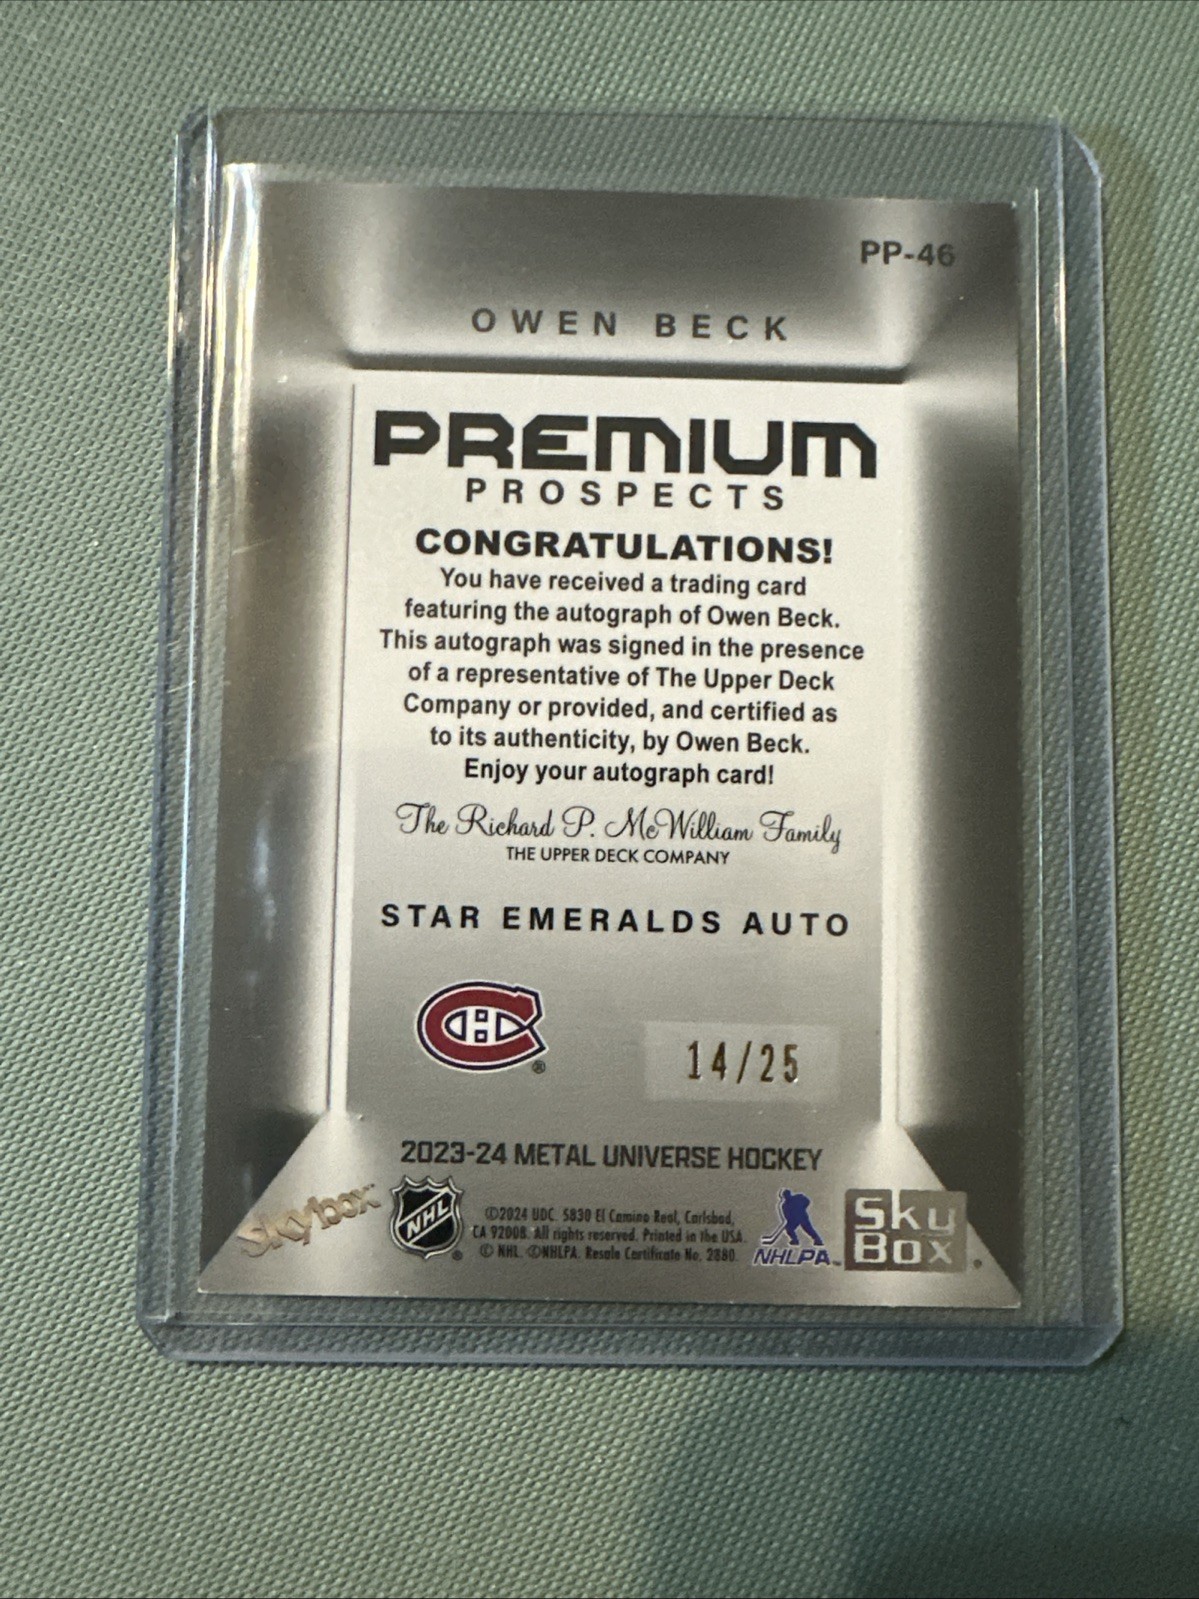 PP-46
OWEN BECK
PREMIUM
PROSPECTS
CONGRATULATIONS!
You have received a trading card
featuring the autograph of Owen Beck.
This autograph was signed in the presence
of a representative of The Upper Deck
Company or provided, and certified as
to its authenticity, by Owen Beck.
Enjoy your autograph card!
The Richard P. McWilliam Family
THE UPPER DECK COMPANY
STAR EMERALDS AUTO
CH
®
14/25
2023-24 METAL UNIVERSE HOCKEY
Skybox™
NHL®
©2024 UDC. 5830 El Camino Real, Carlsbad,
CA 92008. All rights reserved. Printed in the USA.
© NHL. ©NHLPA. Resale Certificate No. 2880.
NHLPA™
Sky
Box